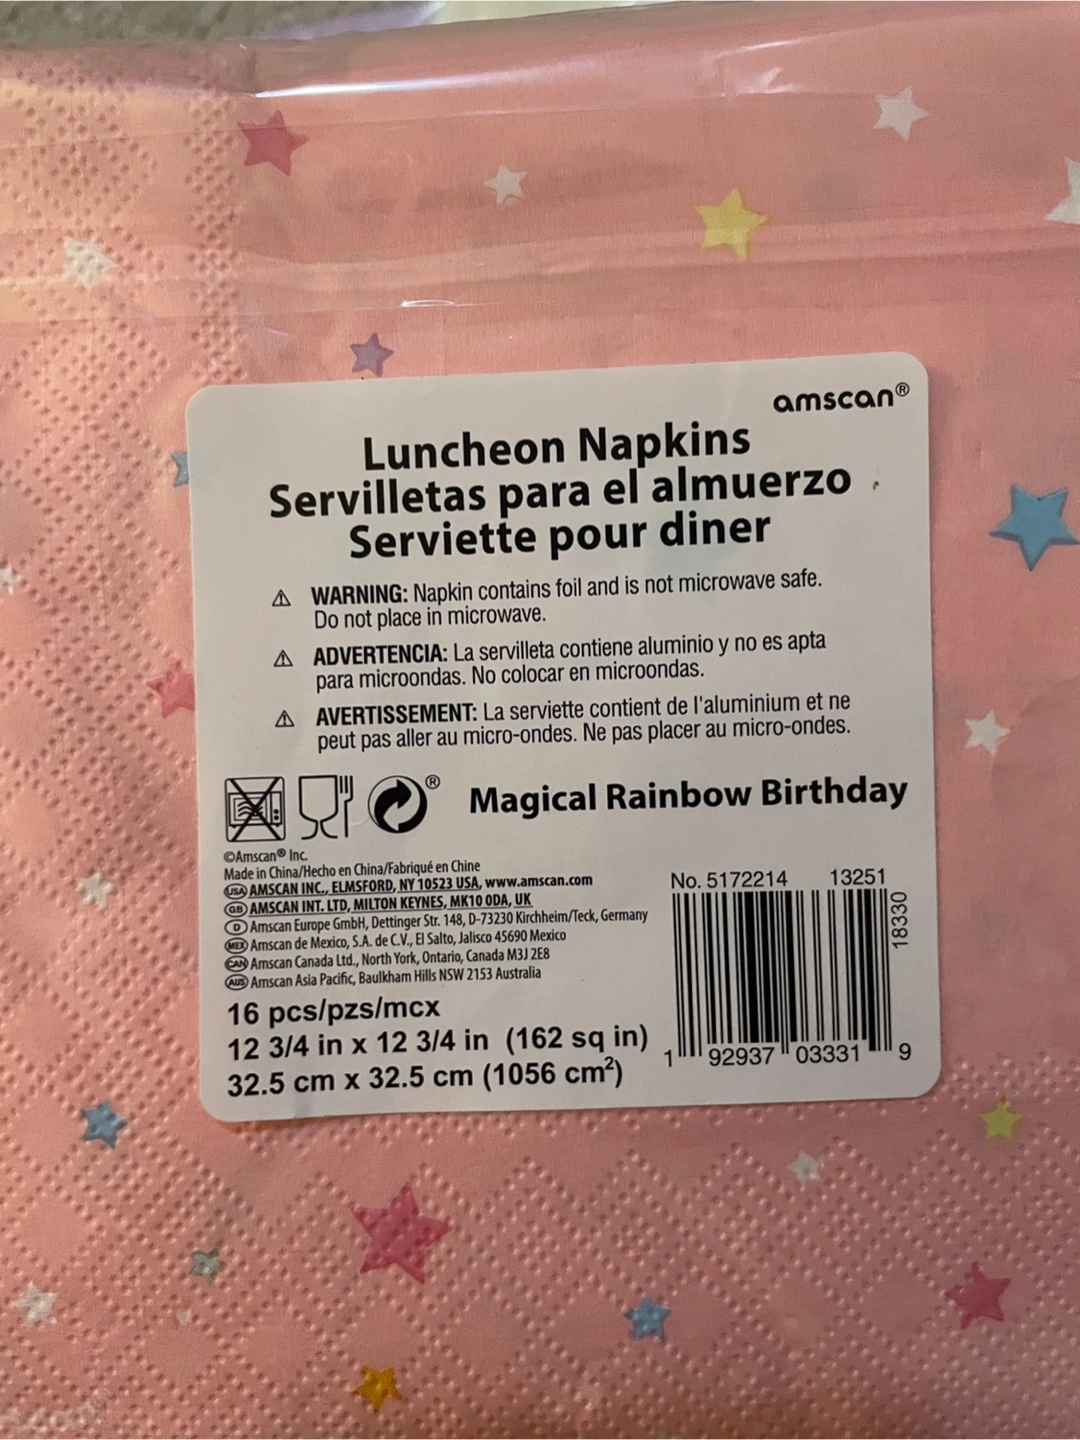 amscan®
Luncheon Napkins
Servilletas para el almuerzo
Serviette pour diner
⚠ WARNING: Napkin contains foil and is not microwave safe.
Do not place in microwave.
⚠ ADVERTENCIA: La servilleta contiene aluminio y no es apta
para microondas. No colocar en microondas.
⚠ AVERTISSEMENT: La serviette contient de l'aluminium et ne
peut pas aller au micro-ondes. Ne pas placer au micro-ondes.
®
Magical Rainbow Birthday
©Amscan® Inc.
Made in China/Hecho en China/Fabriqué en Chine
USA AMSCAN INC., ELMSFORD, NY 10523 USA, www.amscan.com
GB AMSCAN INT. LTD, MILTON KEYNES, MK10 0DA, UK
D Amscan Europe GmbH, Dettinger Str. 148, D-73230 Kirchheim/Teck, Germany
MEX Amscan de Mexico, S.A. de C.V., El Salto, Jalisco 45690 Mexico
CAN Amscan Canada Ltd., North York, Ontario, Canada M3J 2E8
AUS Amscan Asia Pacific, Baulkham Hills NSW 2153 Australia
16 pcs/pzs/mcx
12 3/4 in x 12 3/4 in (162 sq in)
32.5 cm x 32.5 cm (1056 cm²)
No. 5172214 13251
18330
1 92937 03331 9